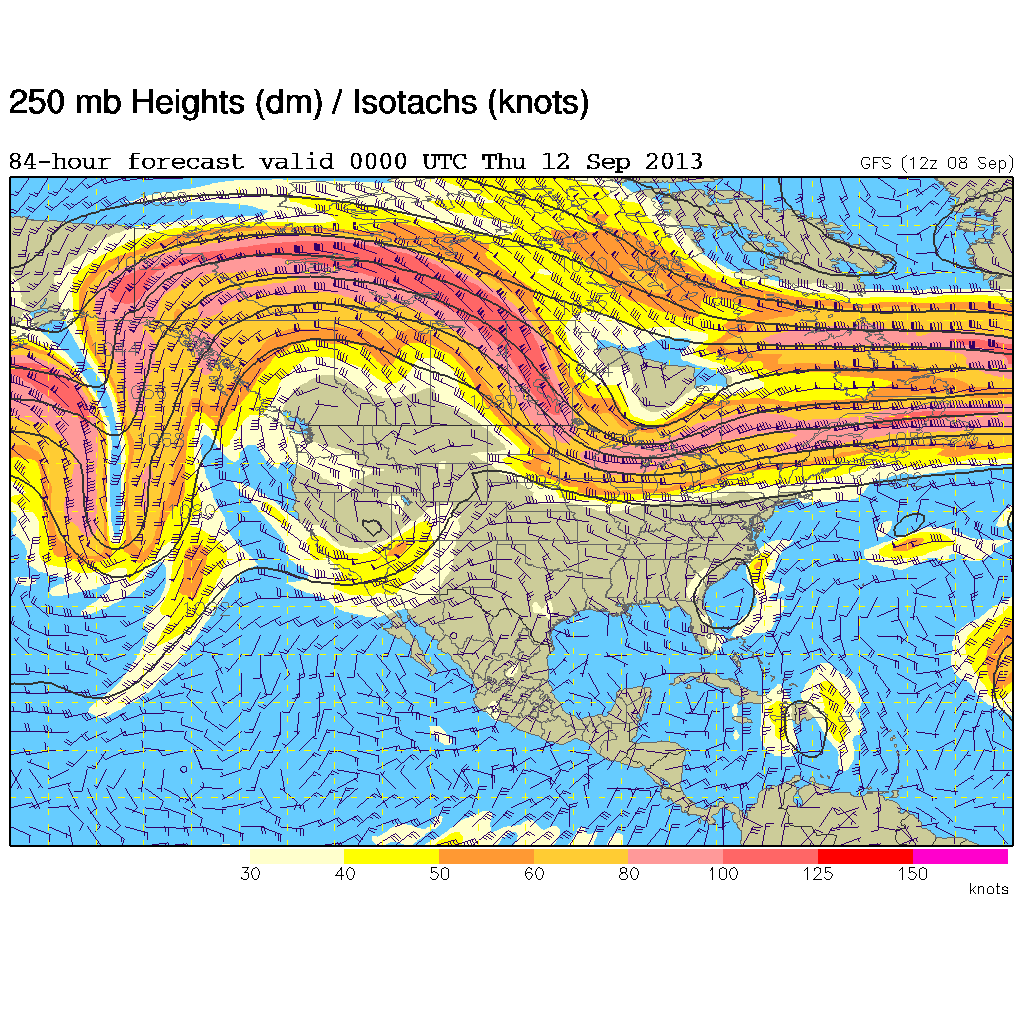 250 mb Heights (dm) / Isotachs (knots)
84-hour forecast valid 0000 UTC Thu 12 Sep 2013
GFS (12z 08 Sep)
30 40 50 60 80 100 125 150
knots